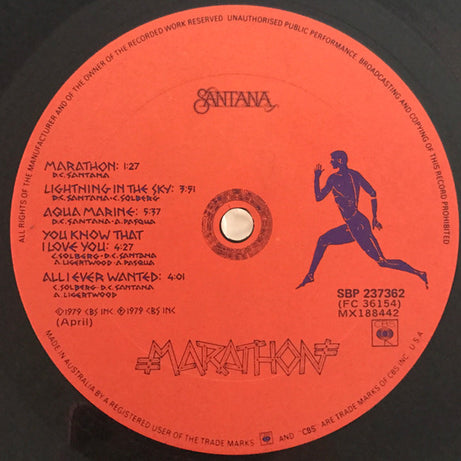 ALL RIGHTS OF THE MANUFACTURER AND OF THE OWNER OF THE RECORDED WORK RESERVED UNAUTHORISED PUBLIC PERFORMANCE, BROADCASTING AND COPYING OF THIS RECORD PROHIBITED
SANTANA
MARATHON: 1:27
D.C. SANTANA
LIGHTNING IN THE SKY: 3:51
D.C. SANTANA·C. SOLBERG
AQUA MARINE: 5:37
D.C. SANTANA·A. PASQUA
YOU KNOW THAT
I LOVE YOU: 4:27
C. SOLBERG·D.C. SANTANA
A. LIGERTWOOD·A. PASQUA
ALL I EVER WANTED: 4:01
C. SOLBERG·D.C. SANTANA
A. LIGERTWOOD
© 1979 CBS INC ℗ 1979 CBS INC
(April)
SBP 237362
(FC 36154)
MX188442
CBS
MARATHON
MADE IN AUSTRALIA BY A REGISTERED USER OF THE TRADE MARKS AND "CBS" ARE TRADE MARKS OF CBS INC. U.S.A.